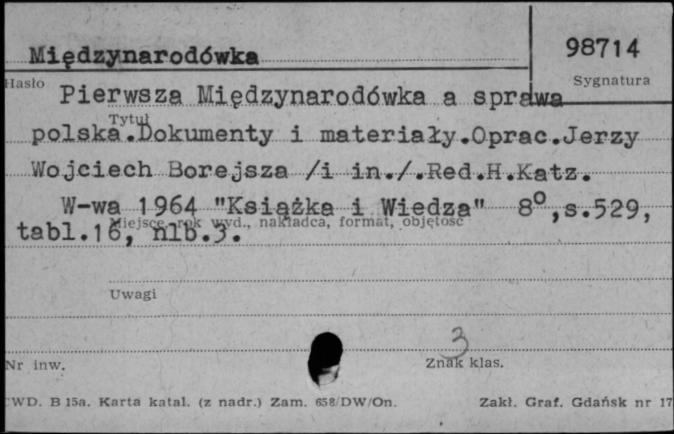 Międzynarodówka
98714
Hasło
Sygnatura
Pierwsza Międzynarodówka a sprawa
Tytuł
polska.Dokumenty i materiały.Oprac.Jerzy
Wojciech Borejsza /i in./.Red.H.Katz.
W-wa 1964 "Książka i Wiedza" 8⁰,s.529,
Miejsce, rok wyd., nakładca, format, objętość
tabl.16, nlb.3.
Uwagi
3
Nr inw.
Znak klas.
WD. B 15a. Karta katal. (z nadr.) Zam. 658/DW/On.
Zakł. Graf. Gdańsk nr 17